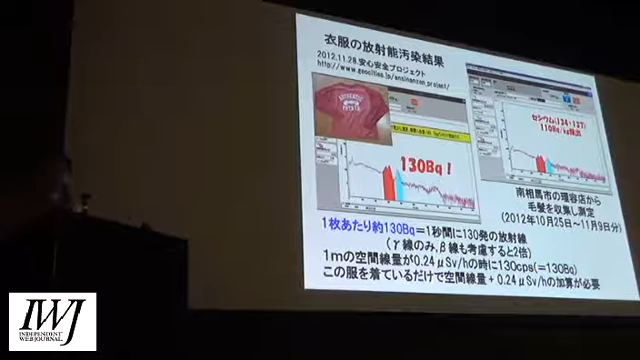 衣服の放射能汚染結果
2012.11.28.安心安全プロジェクト
http://www.geocities.jp/ansinanzen_project/
130Bq!
セシウム(134+137)
110Bq/kg検出
南相馬市の理容店から
毛髪を収集し測定
(2012年10月25日~11月9日分)
1枚あたり約130Bq=1秒間に130発の放射線
(γ線のみ,β線も考慮すると2倍)
1mの空間線量が0.24μSv/hの時に130cps(=130Bq)
この服を着ているだけで空間線量+0.24μSv/hの加算が必要
IWJ
INDEPENDENT
WEB JOURNAL